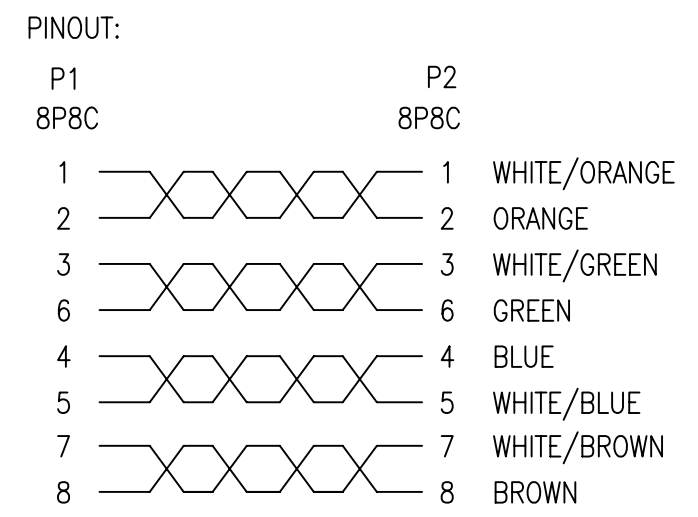 PINOUT:
P1 P2
8P8C 8P8C
1 1 WHITE/ORANGE
2 2 ORANGE
3 3 WHITE/GREEN
6 6 GREEN
4 4 BLUE
5 5 WHITE/BLUE
7 7 WHITE/BROWN
8 8 BROWN